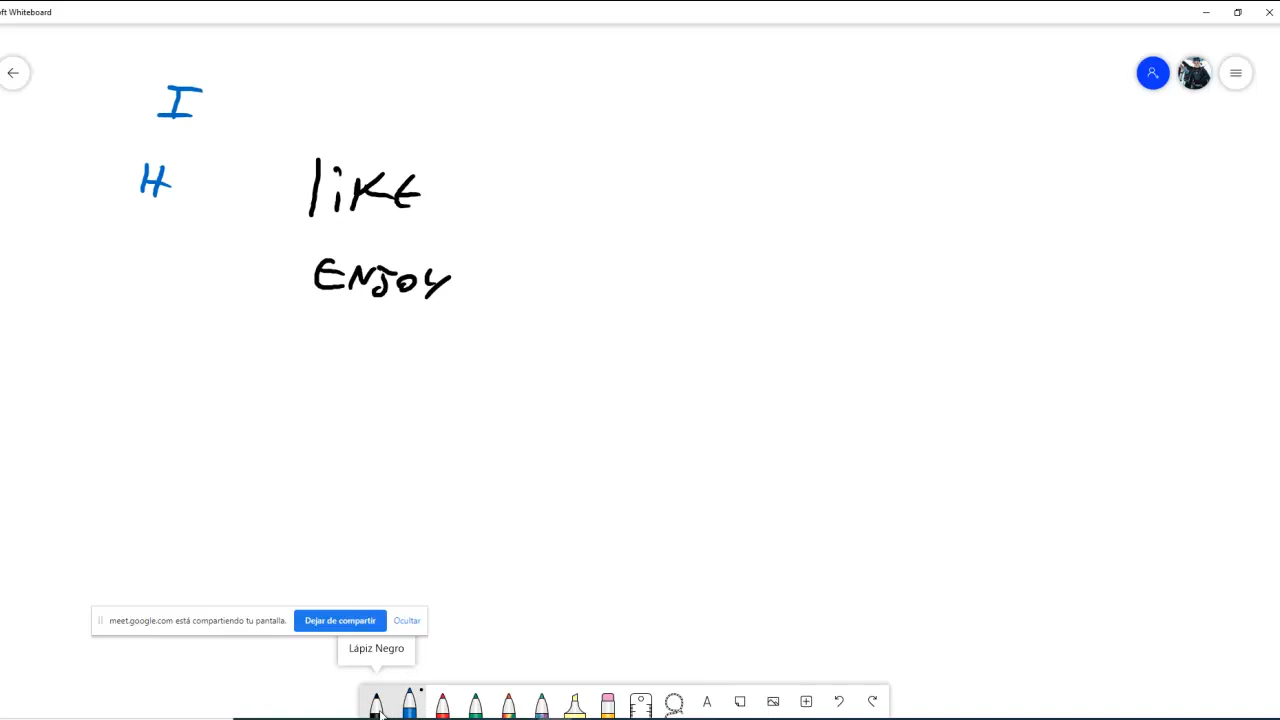 ft Whiteboard
I
H
like
ENJOY
meet.google.com está compartiendo tu pantalla. Dejar de compartir Ocultar
Lápiz Negro
A